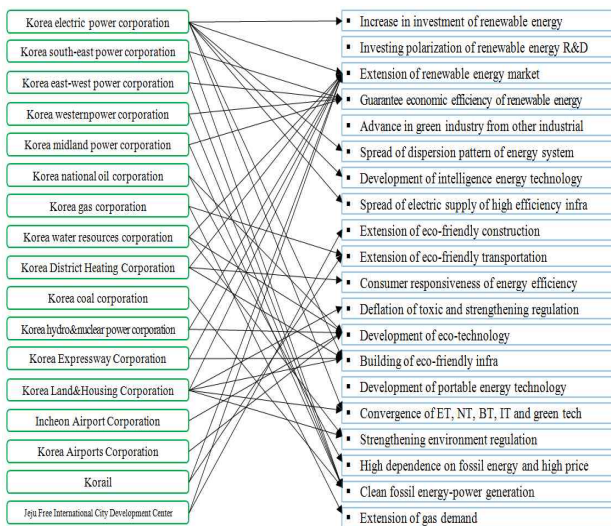 Korea electric power corporation
Korea south-east power corporation
Korea east-west power corporation
Korea westernpower corporation
Korea midland power corporation
Korea national oil corporation
Korea gas corporation
Korea water resources corporation
Korea District Heating Corporation
Korea coal corporation
Korea hydro&nuclear power corporation
Korea Expressway Corporation
Korea Land&Housing Corporation
Incheon Airport Corporation
Korea Airports Corporation
Korail
Jeju Free International City Development Center
▪ Increase in investment of renewable energy
▪ Investing polarization of renewable energy R&D
▪ Extension of renewable energy market
▪ Guarantee economic efficiency of renewable energy
▪ Advance in green industry from other industrial
▪ Spread of dispersion pattern of energy system
▪ Development of intelligence energy technology
▪ Spread of electric supply of high efficiency infra
▪ Extension of eco-friendly construction
▪ Extension of eco-friendly transportation
▪ Consumer responsiveness of energy efficiency
▪ Deflation of toxic and strengthening regulation
▪ Development of eco-technology
▪ Building of eco-friendly infra
▪ Development of portable energy technology
▪ Convergence of ET, NT, BT, IT and green tech
▪ Strengthening environment regulation
▪ High dependence on fossil energy and high price
▪ Clean fossil energy-power generation
▪ Extension of gas demand